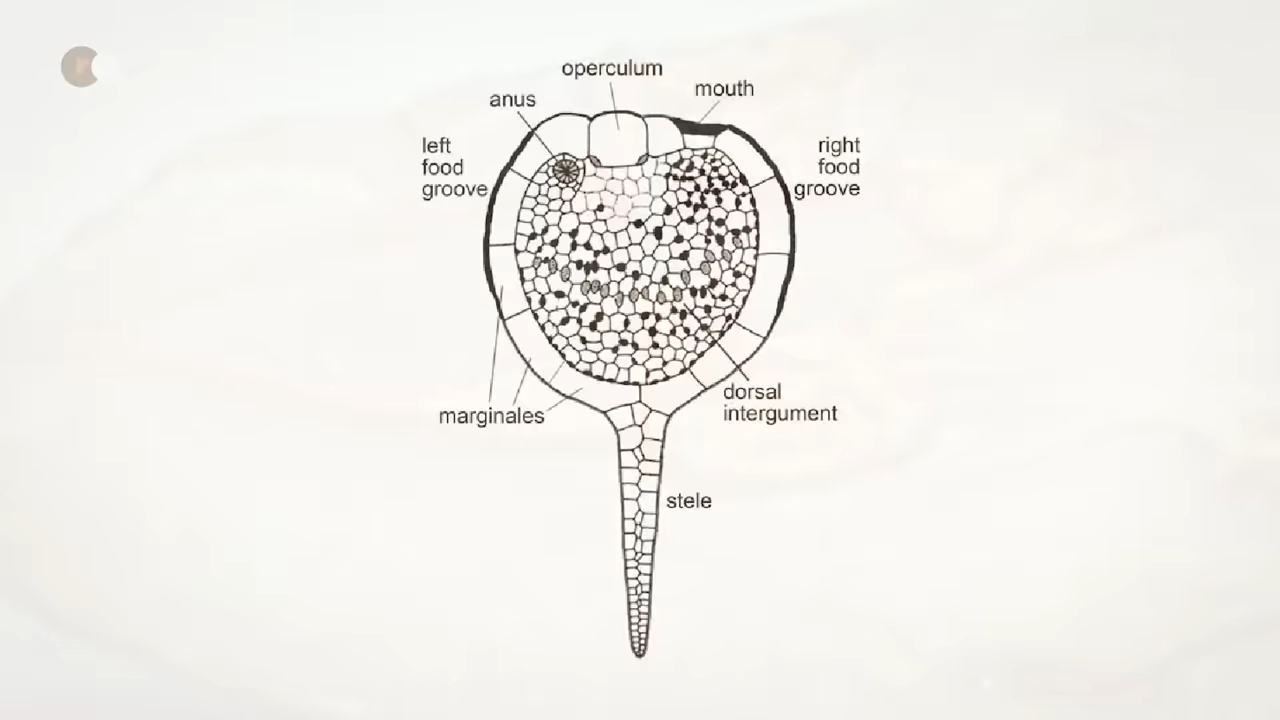 operculum
mouth
anus
left
food
groove
right
food
groove
marginales
dorsal
intergument
stele